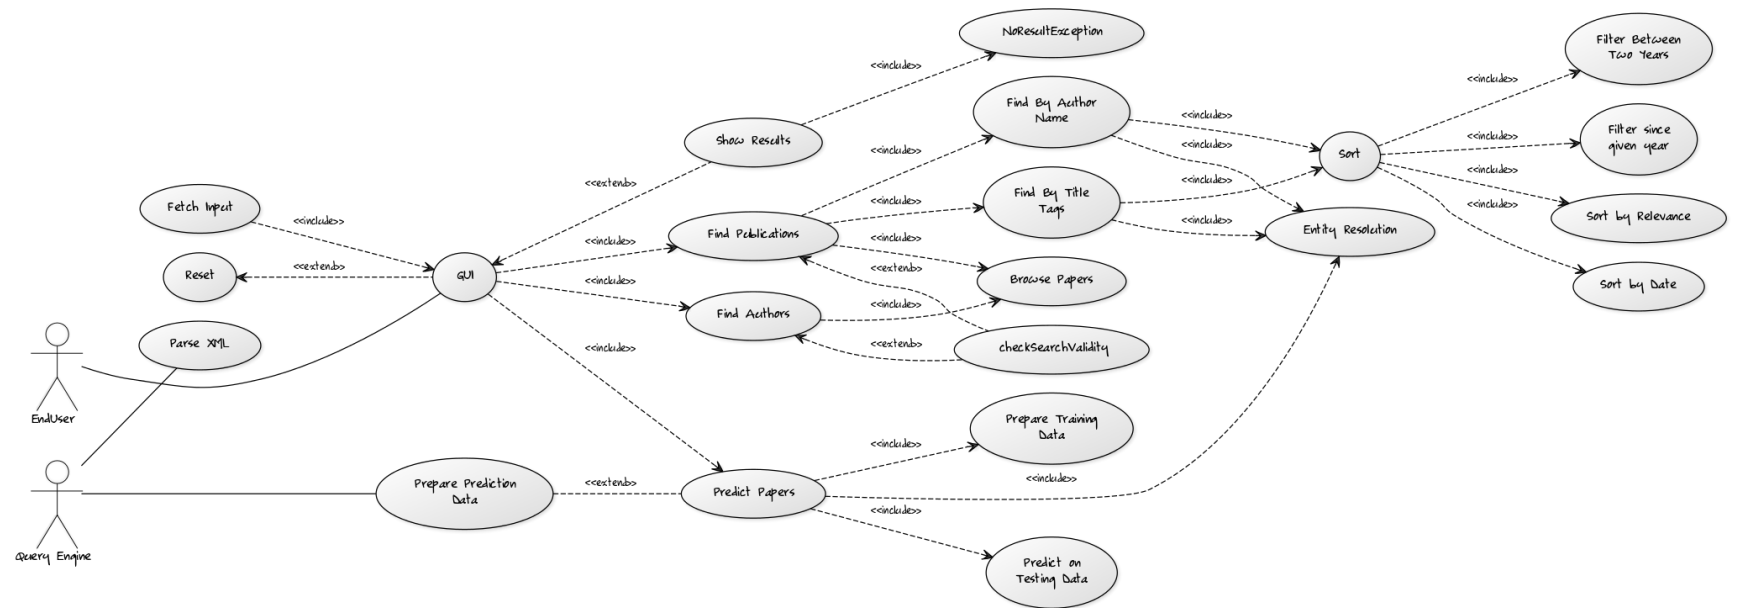 NoResultException
<<include>>
Filter Between
Two Years
<<include>>
Find By Author
Name
<<include>>
Filter since
given year
<<include>>
Show Results
<<include>>
<<include>>
Sort
<<include>>
<<extend>>
Find By Title
Tags
<<include>>
<<include>>
Fetch Input
<<include>>
<<include>>
<<include>>
Sort by Relevance
Find Publications
<<include>>
<<include>>
Entity Resolution
Reset
<<extend>>
GUI
<<extend>>
<<include>>
Browse Papers
Sort by Date
Find Authors
<<include>>
Parse XML
<<include>>
<<extend>>
checkSearchValidity
EndUser
Prepare Training
Data
<<include>>
Prepare Prediction
Data
<<extend>>
Predict Papers
<<include>>
<<include>>
Query Engine
Predict on
Testing Data